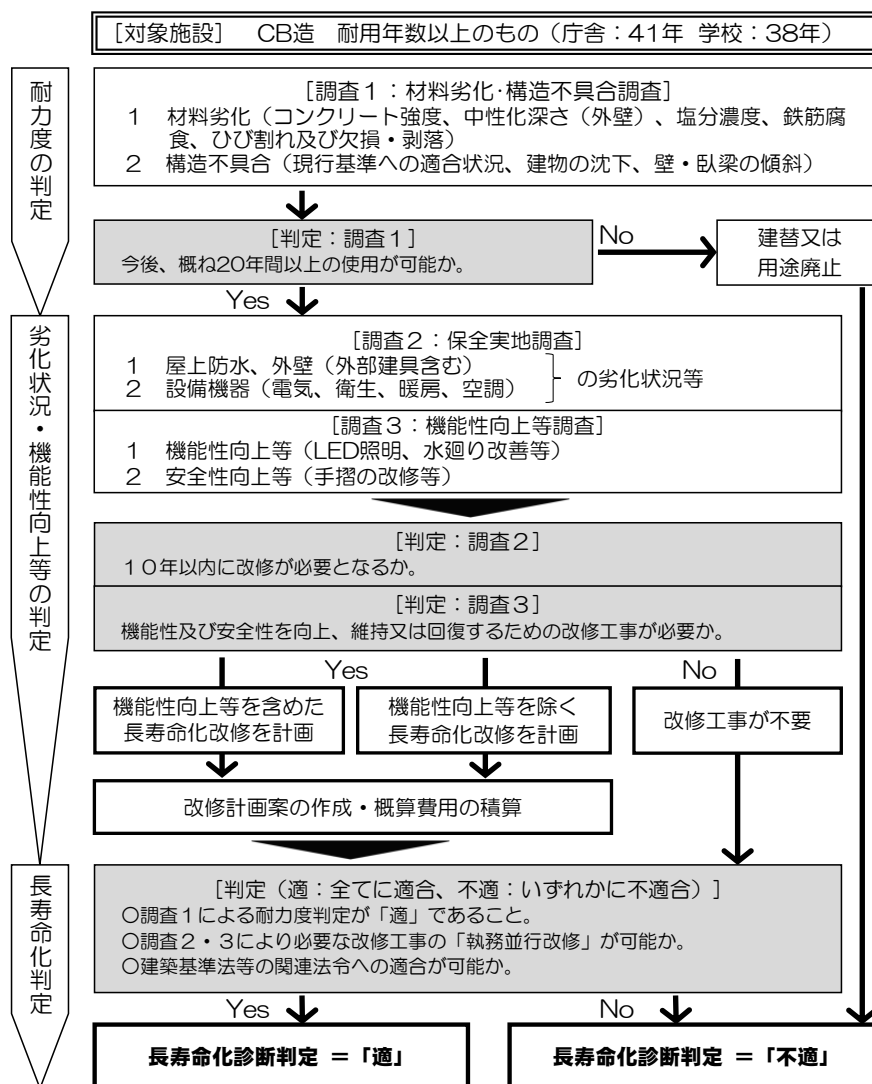 [対象施設] CB造 耐用年数以上のもの（庁舎：41年 学校：38年）
耐力度の判定
[調査１：材料劣化・構造不具合調査]
1 材料劣化（コンクリート強度、中性化深さ（外壁）、塩分濃度、鉄筋腐
食、ひび割れ及び欠損・剥落）
2 構造不具合（現行基準への適合状況、建物の沈下、壁・臥梁の傾斜）
[判定：調査１]
今後、概ね20年間以上の使用が可能か。
No
建替又は
用途廃止
Yes
劣化状況・機能性向上等の判定
[調査２：保全実地調査]
1 屋上防水、外壁（外部建具含む）
2 設備機器（電気、衛生、暖房、空調）
の劣化状況等
[調査３：機能性向上等調査]
1 機能性向上等（LED照明、水廻り改善等）
2 安全性向上等（手摺の改修等）
[判定：調査２]
１０年以内に改修が必要となるか。
[判定：調査３]
機能性及び安全性を向上、維持又は回復するための改修工事が必要か。
Yes
No
機能性向上等を含めた
長寿命化改修を計画
機能性向上等を除く
長寿命化改修を計画
改修工事が不要
改修計画案の作成・概算費用の積算
長寿命化判定
[判定（適：全てに適合、不適：いずれかに不適合）]
○調査１による耐力度判定が「適」であること。
○調査２・３により必要な改修工事の「執務並行改修」が可能か。
○建築基準法等の関連法令への適合が可能か。
Yes
No
長寿命化診断判定 ＝「適」
長寿命化診断判定 ＝「不適」